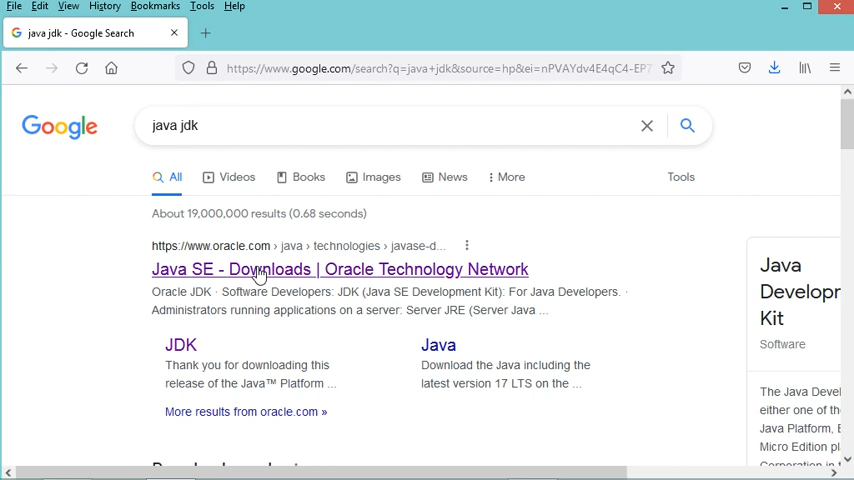 File Edit View History Bookmarks Tools Help
java jdk - Google Search
https://www.google.com/search?q=java+jdk&source=hp&ei=nPVAYdv4E4qC4-EP7
Google
java jdk
All Videos Books Images News More Tools
About 19,000,000 results (0.68 seconds)
https://www.oracle.com › java › technologies › javase-d...
Java SE - Downloads | Oracle Technology Network
Oracle JDK · Software Developers: JDK (Java SE Development Kit): For Java Developers. ·
Administrators running applications on a server: Server JRE (Server Java ...
JDK
Thank you for downloading this
release of the Java™ Platform ...
Java
Download the Java including the
latest version 17 LTS on the ...
More results from oracle.com »
Java
Developm
Kit
Software
The Java Devel
either one of th
Java Platform, E
Micro Edition pl